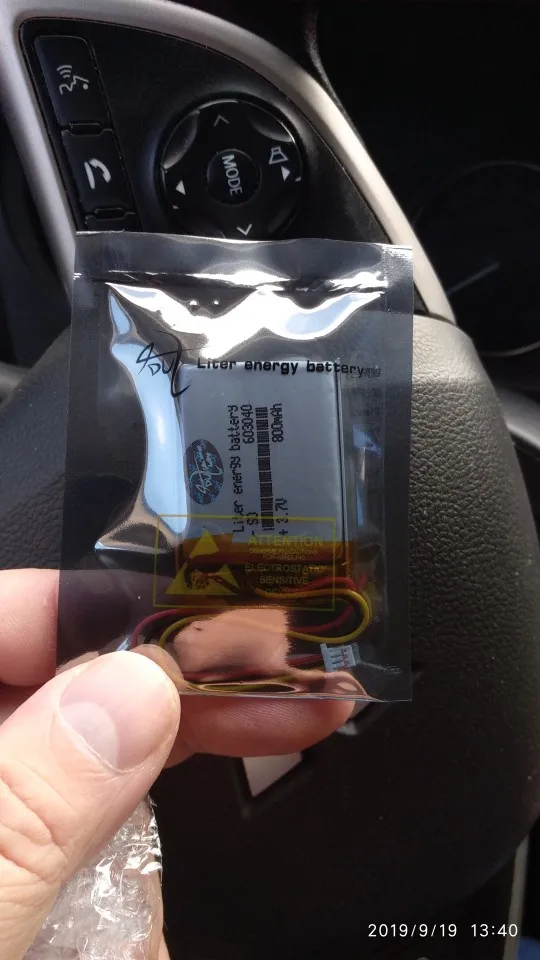 MODE
Liter energy battery
Liter energy battery
- SD 603040
+ 3.7V 800mAh
ATTENTION
ELECTROSTATIC
SENSITIVE
2019/9/19 13:40